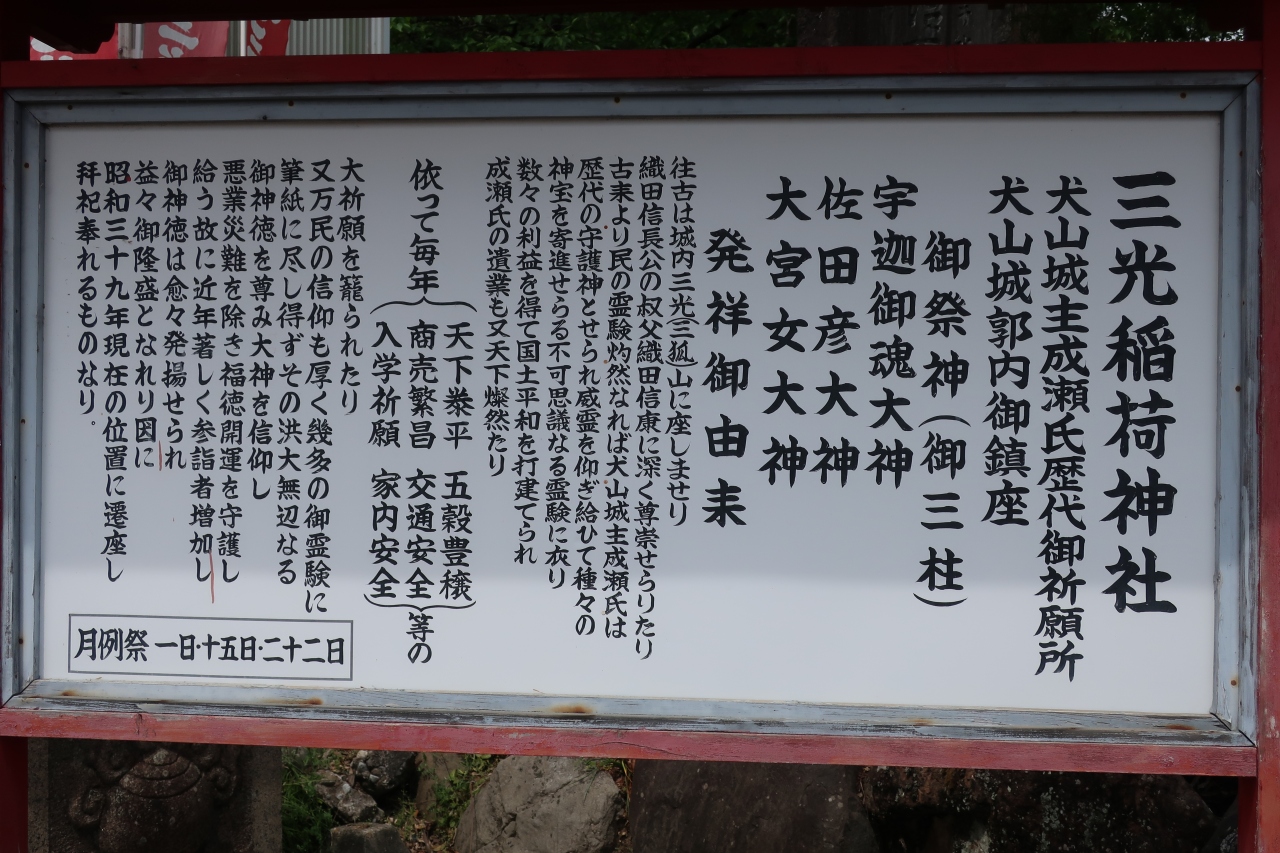 三光稲荷神社
犬山城主成瀬氏歴代御祈願所
犬山城郭内御鎮座
御祭神(御三柱)
宇迦御魂大神
佐田彦大神
大宮女大神
発祥御由来
往古は城内三光(三狐)山に座しませり
織田信長公の叔父織田信康に深く尊崇せらりたり
古来より民の霊験灼然なれば犬山城主成瀬氏は
歴代の守護神とせられ威霊を仰ぎ給ひて種々の
神宝を寄進せらる不可思議なる霊験に衣り
数々の利益を得て国土平和を打建てられ
成瀬氏の遺業も又天下燦然たり
依って毎年
天下泰平 五穀豊穣
商売繁昌 交通安全
入学祈願 家内安全
等の
大祈願を籠られたり
又万民の信仰も厚く幾多の御霊験に
筆紙に尽し得ずその洪大無辺なる
御神徳を尊み大神を信仰し
悪業災難を除き福徳開運を守護し
給う故に近年著しく参詣者増加し
御神徳は愈々発揚せられ
益々御隆盛となれり因に
昭和三十九年現在の位置に遷座し
拝祀奉れるものなり。
月例祭 一日・十五日・二十二日